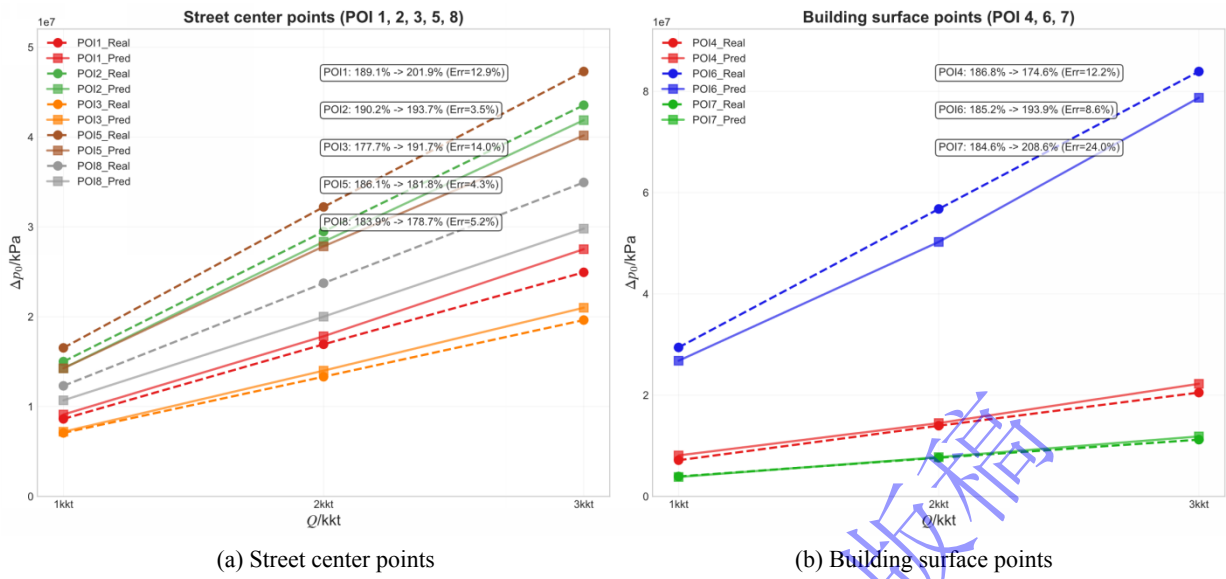 Street center points (POI 1, 2, 3, 5, 8)
1e7
POI1_Real
POI1_Pred
POI2_Real
POI2_Pred
POI3_Real
POI3_Pred
POI5_Real
POI5_Pred
POI8_Real
POI8_Pred
POI1: 189.1% -> 201.9% (Err=12.9%)
POI2: 190.2% -> 193.7% (Err=3.5%)
POI3: 177.7% -> 191.7% (Err=14.0%)
POI5: 186.1% -> 181.8% (Err=4.3%)
POI8: 183.9% -> 178.7% (Err=5.2%)
5
4
3
2
1
0
Δp₀/kPa
1kkt 2kkt 3kkt
Q/kkt
(a) Street center points
Building surface points (POI 4, 6, 7)
1e7
POI4_Real
POI4_Pred
POI6_Real
POI6_Pred
POI7_Real
POI7_Pred
POI4: 186.8% -> 174.6% (Err=12.2%)
POI6: 185.2% -> 193.9% (Err=8.6%)
POI7: 184.6% -> 208.6% (Err=24.0%)
8
6
4
2
0
Δp₀/kPa
1kkt 2kkt 3kkt
Q/kkt
(b) Building surface points
版稿